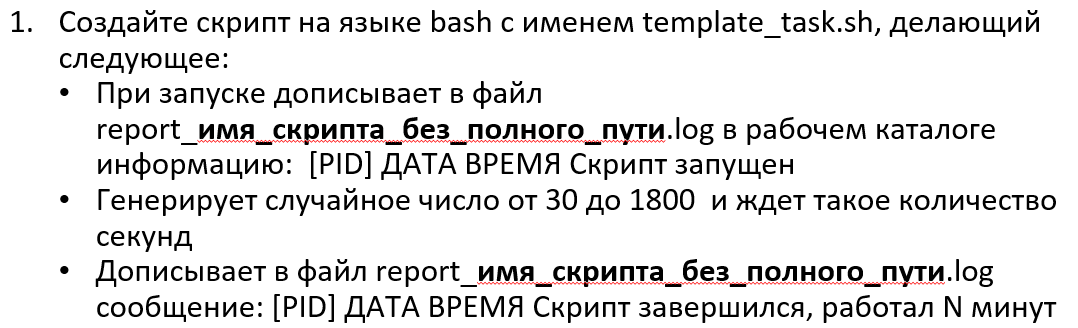 1. Создайте скрипт на языке bash с именем template_task.sh, делающий
следующее:
• При запуске дописывает в файл
report_имя_скрипта_без_полного_пути.log в рабочем каталоге
информацию:  [PID] ДАТА ВРЕМЯ Скрипт запущен
• Генерирует случайное число от 30 до 1800  и ждет такое количество
секунд
• Дописывает в файл report_имя_скрипта_без_полного_пути.log
сообщение: [PID] ДАТА ВРЕМЯ Скрипт завершился, работал N минут